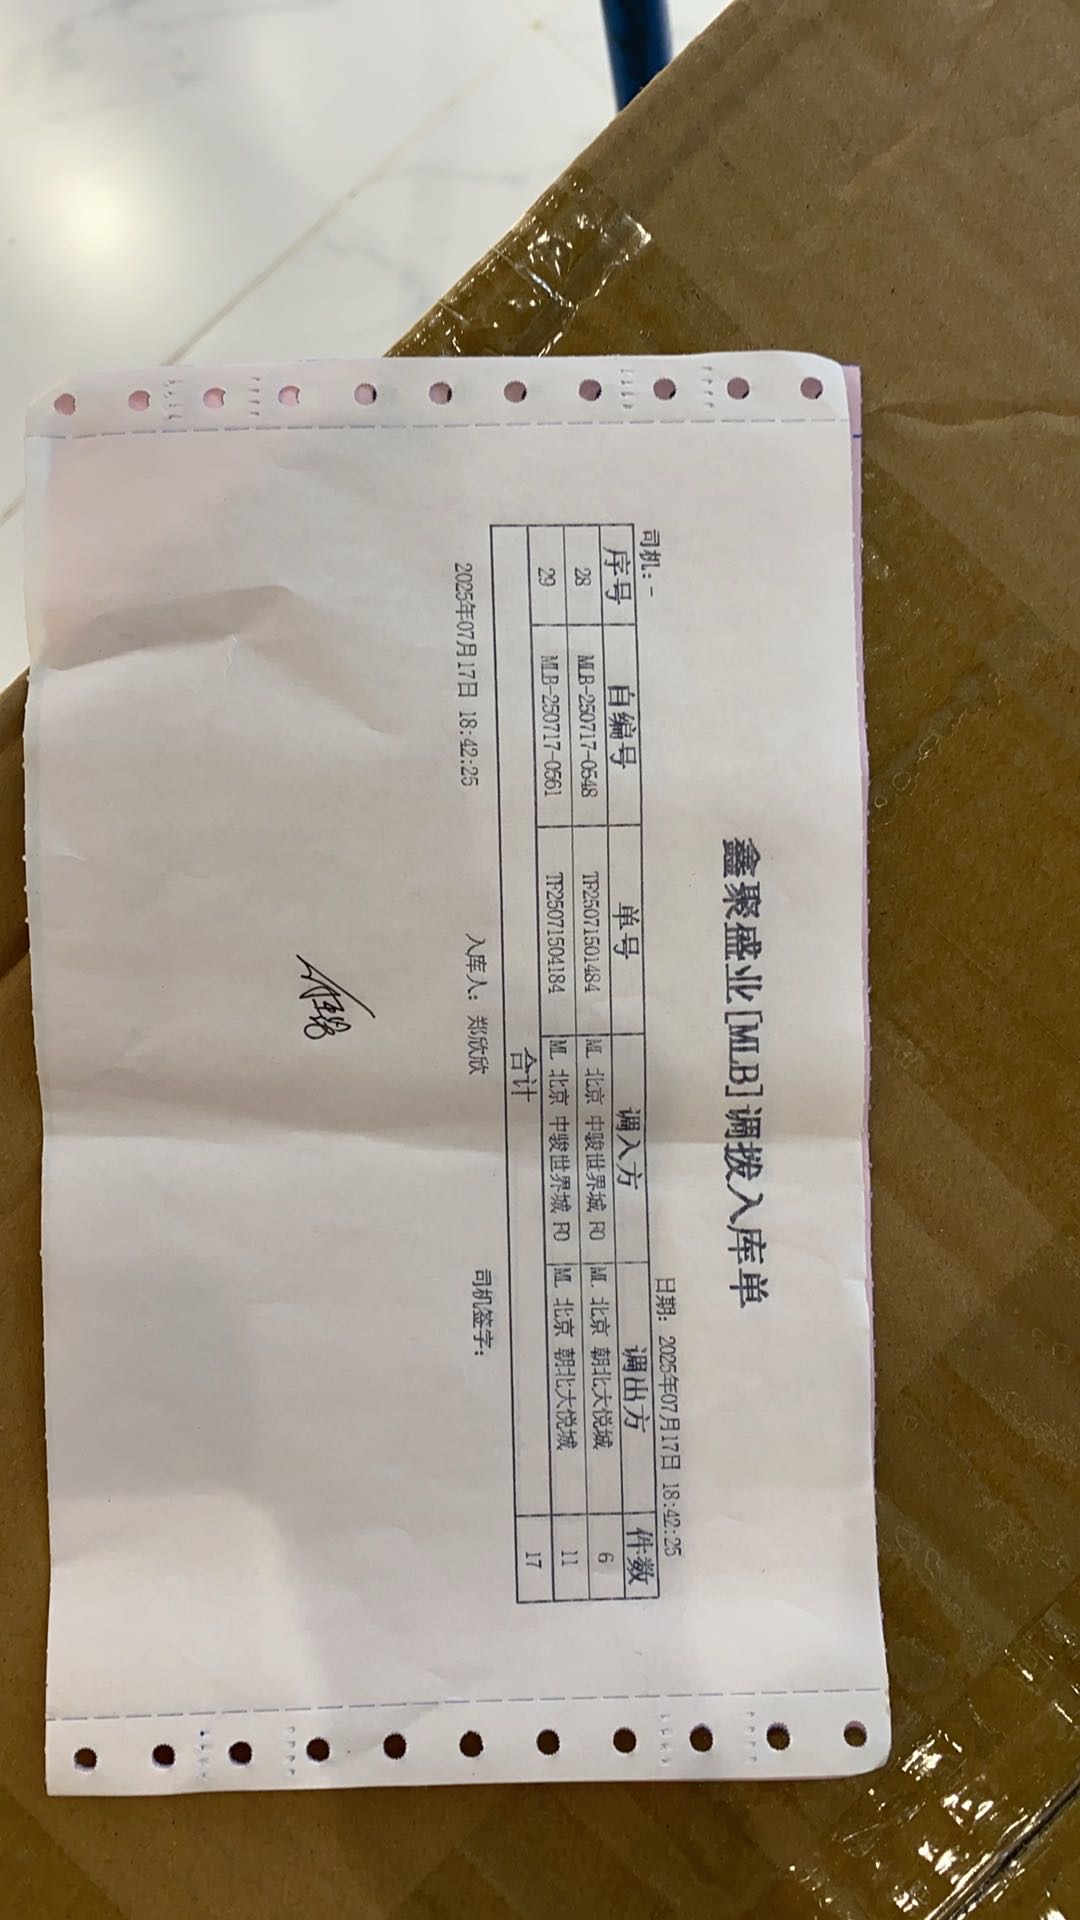 鑫聚盛业[MLB]调拨入库单
司机：- 日期：2025年07月17日 18:42:25
序号 自编号 单号 调入方 调出方 件数
28 MLB-250717-0548 TF25071501484 ML 北京 中骏世界城 FO ML 北京 朝北大悦城 6
29 MLB-250717-0561 TF25071504184 ML 北京 中骏世界城 FO ML 北京 朝北大悦城 11
合计 17
2025年07月17日 18:42:25 入库人：郑欣欣 司机签字：